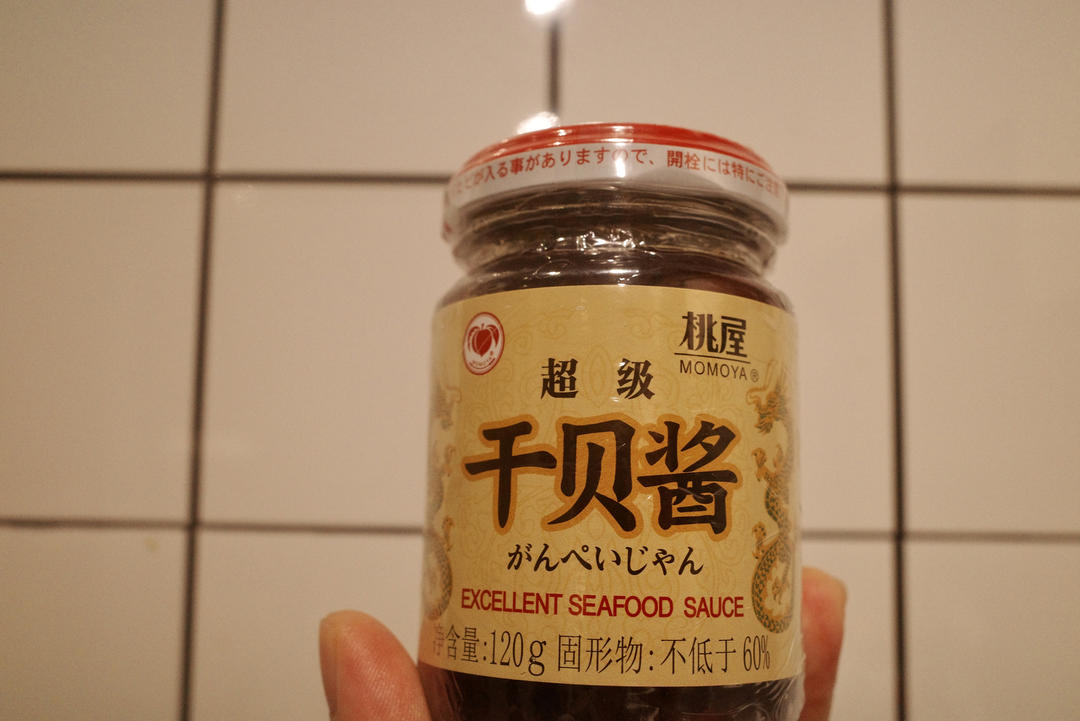 が入る事がありますので、開栓には特にご注
桃屋
MOMOYA®
超级
干贝酱
がんぺいじゃん
EXCELLENT SEAFOOD SAUCE
净含量:120g 固形物:不低于60%